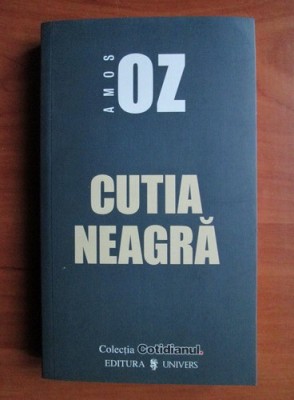 AMOS
OZ
CUTIA
NEAGRĂ
Colecția Cotidianul.
EDITURA UNIVERS